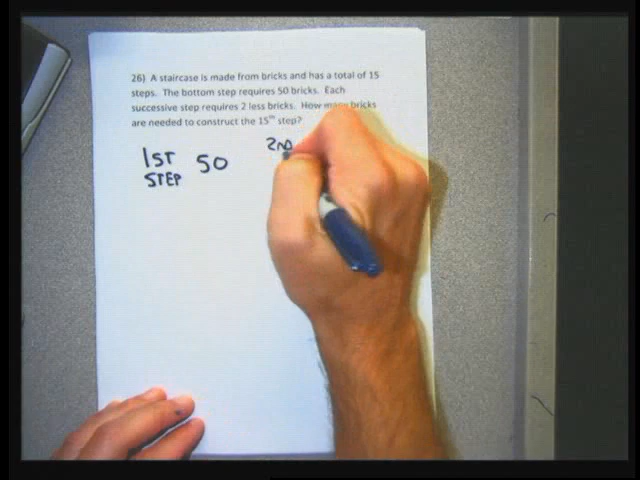 26) A staircase is made from bricks and has a total of 15
steps. The bottom step requires 50 bricks. Each
successive step requires 2 less bricks. How many bricks
are needed to construct the 15th step?
1ST 50 2ND
STEP